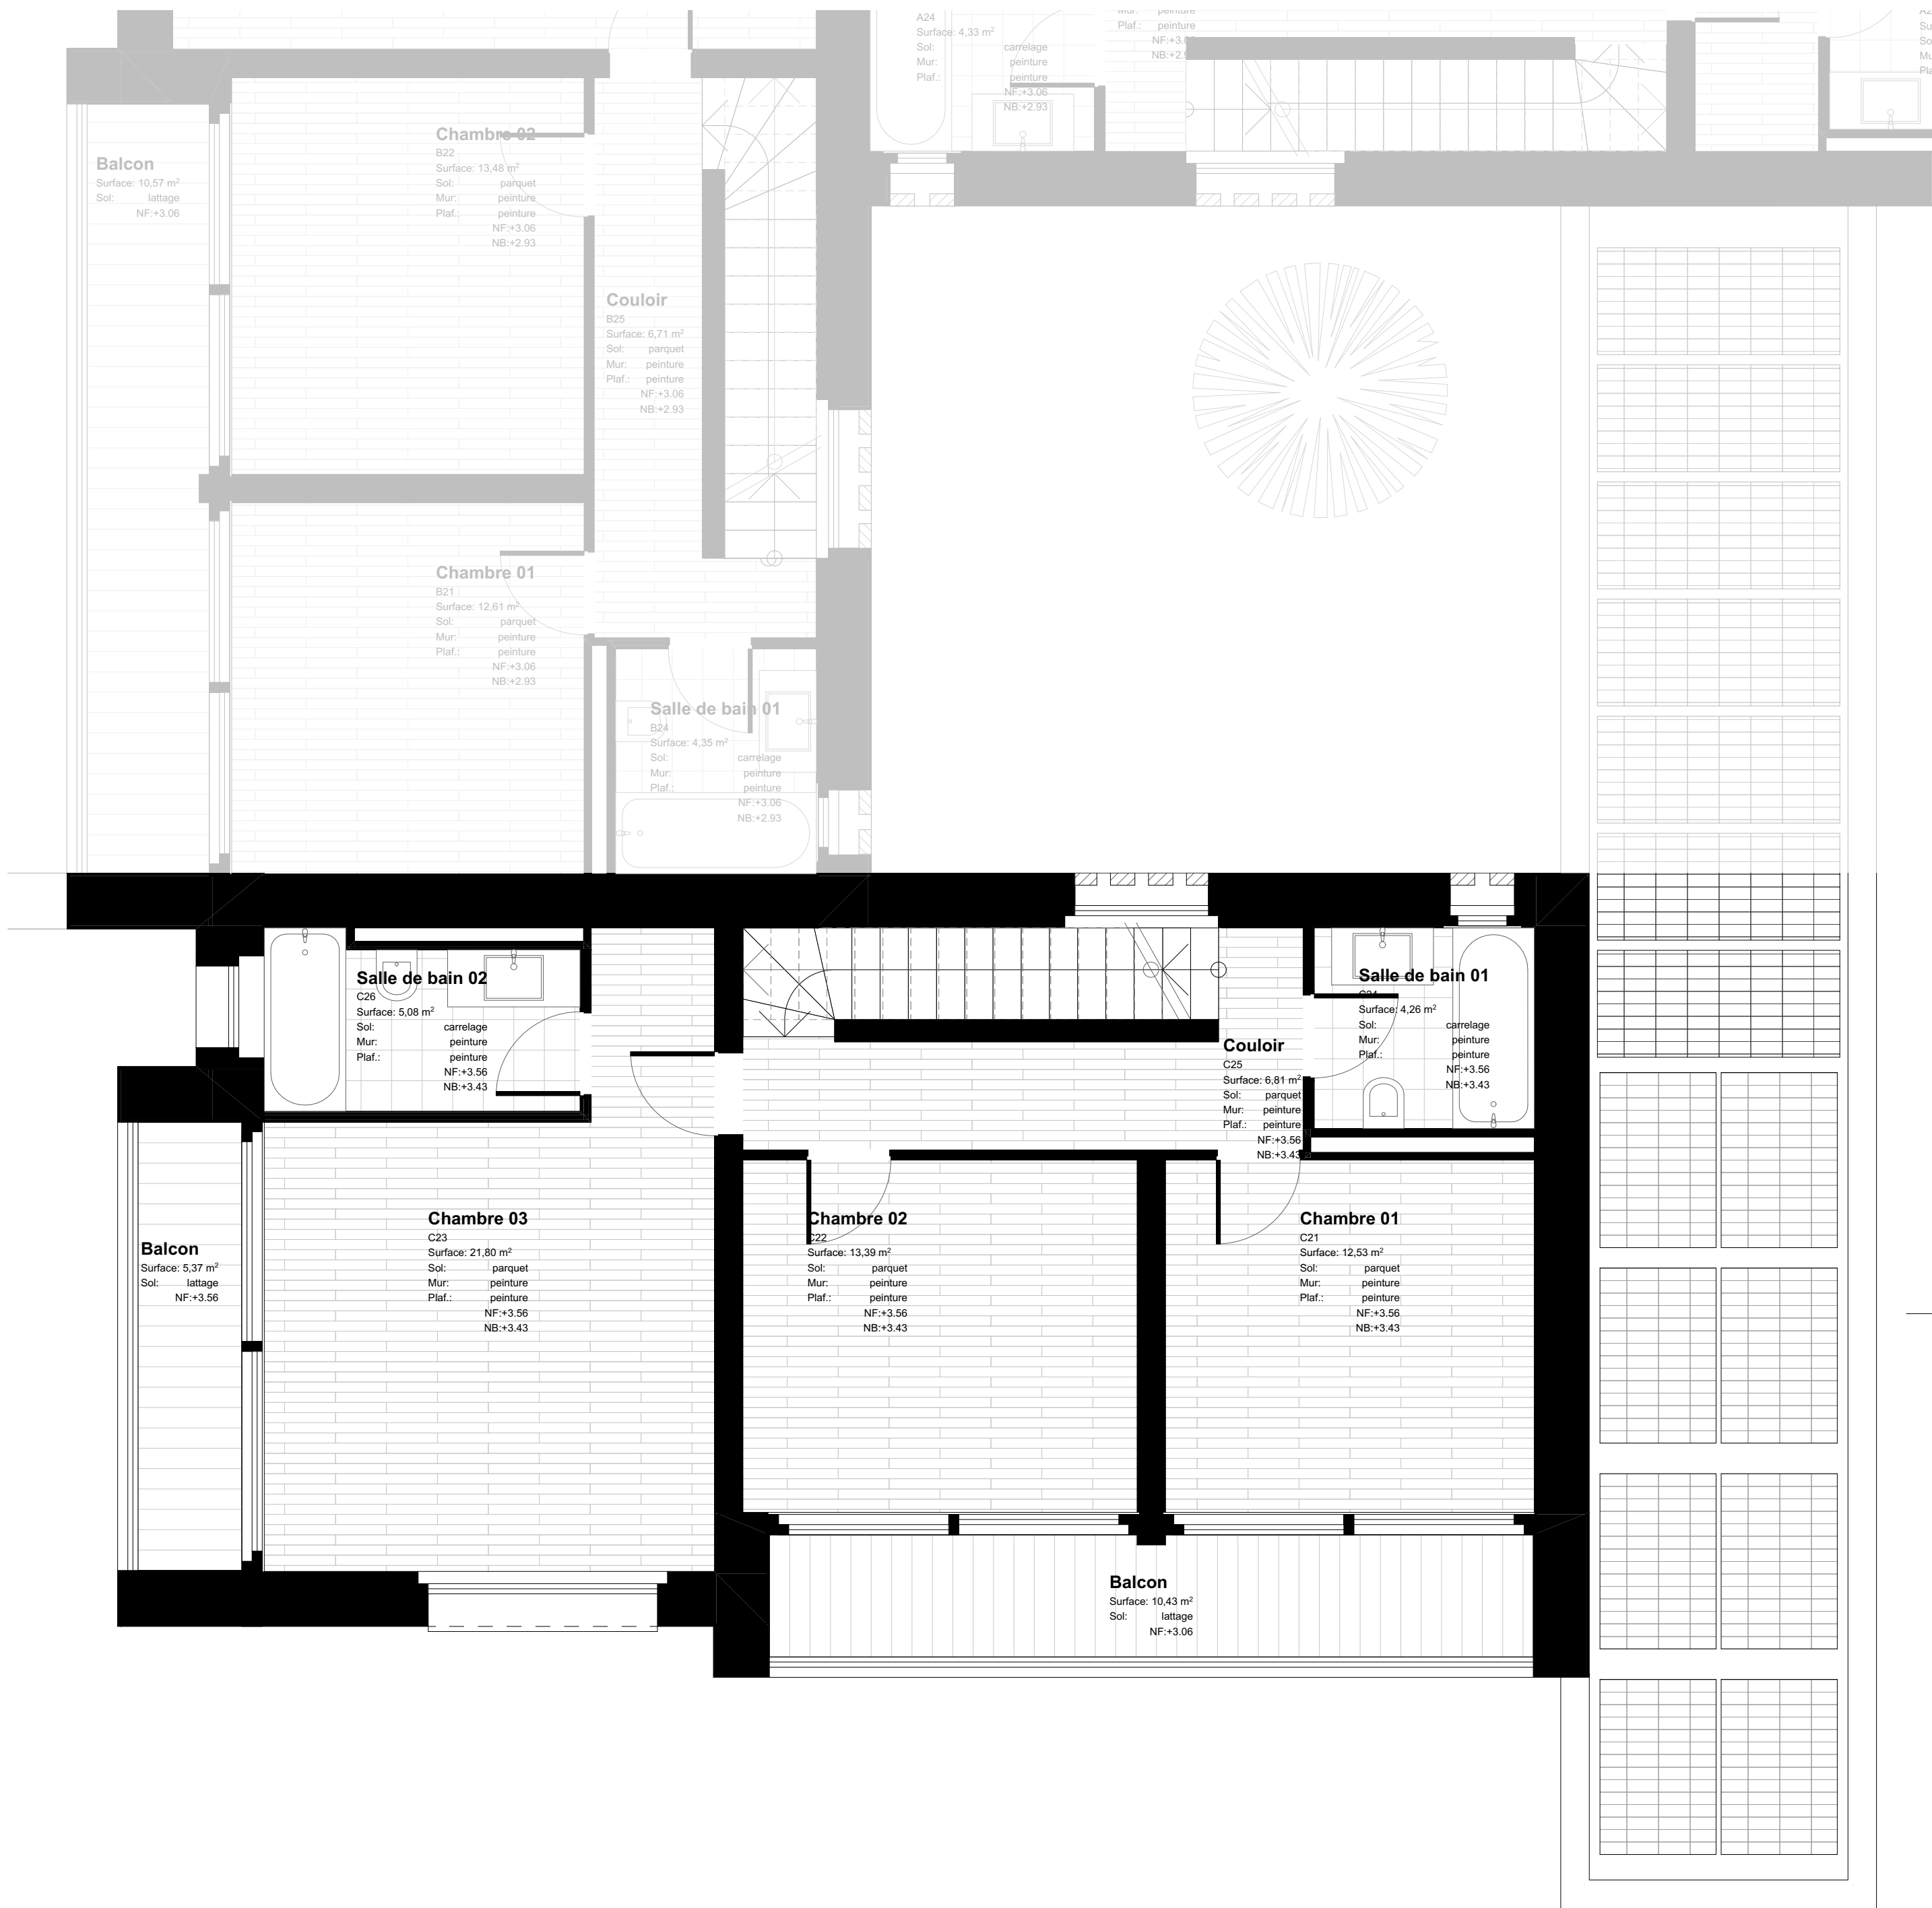 A24
Surface: 4,33 m²
Sol: carrelage
Mur: peinture
Plaf.: peinture
NF:+3.06
NB:+2.93
Mur: peinture
Plaf.: peinture
Balcon
Surface: 10,57 m²
Sol: lattage
NF:+3.06
Chambre 02
B22
Surface: 13,48 m²
Sol: parquet
Mur: peinture
Plaf.: peinture
NF:+3.06
NB:+2.93
Couloir
B25
Surface: 6,71 m²
Sol: parquet
Mur: peinture
Plaf.: peinture
NF:+3.06
NB:+2.93
Chambre 01
B21
Surface: 12,61 m²
Sol: parquet
Mur: peinture
Plaf.: peinture
NF:+3.06
NB:+2.93
Salle de bain 01
B24
Surface: 4,35 m²
Sol: carrelage
Mur: peinture
Plaf.: peinture
NF:+3.06
NB:+2.93
Salle de bain 02
C26
Surface: 5,08 m²
Sol: carrelage
Mur: peinture
Plaf.: peinture
NF:+3.56
NB:+3.43
Salle de bain 01
C24
Surface: 4,26 m²
Sol: carrelage
Mur: peinture
Plaf.: peinture
NF:+3.56
NB:+3.43
Couloir
C25
Surface: 6,81 m²
Sol: parquet
Mur: peinture
Plaf.: peinture
NF:+3.56
NB:+3.43
Balcon
Surface: 5,37 m²
Sol: lattage
NF:+3.56
Chambre 03
C23
Surface: 21,80 m²
Sol: parquet
Mur: peinture
Plaf.: peinture
NF:+3.56
NB:+3.43
Chambre 02
C22
Surface: 13,39 m²
Sol: parquet
Mur: peinture
Plaf.: peinture
NF:+3.56
NB:+3.43
Chambre 01
C21
Surface: 12,53 m²
Sol: parquet
Mur: peinture
Plaf.: peinture
NF:+3.56
NB:+3.43
Balcon
Surface: 10,43 m²
Sol: lattage
NF:+3.06